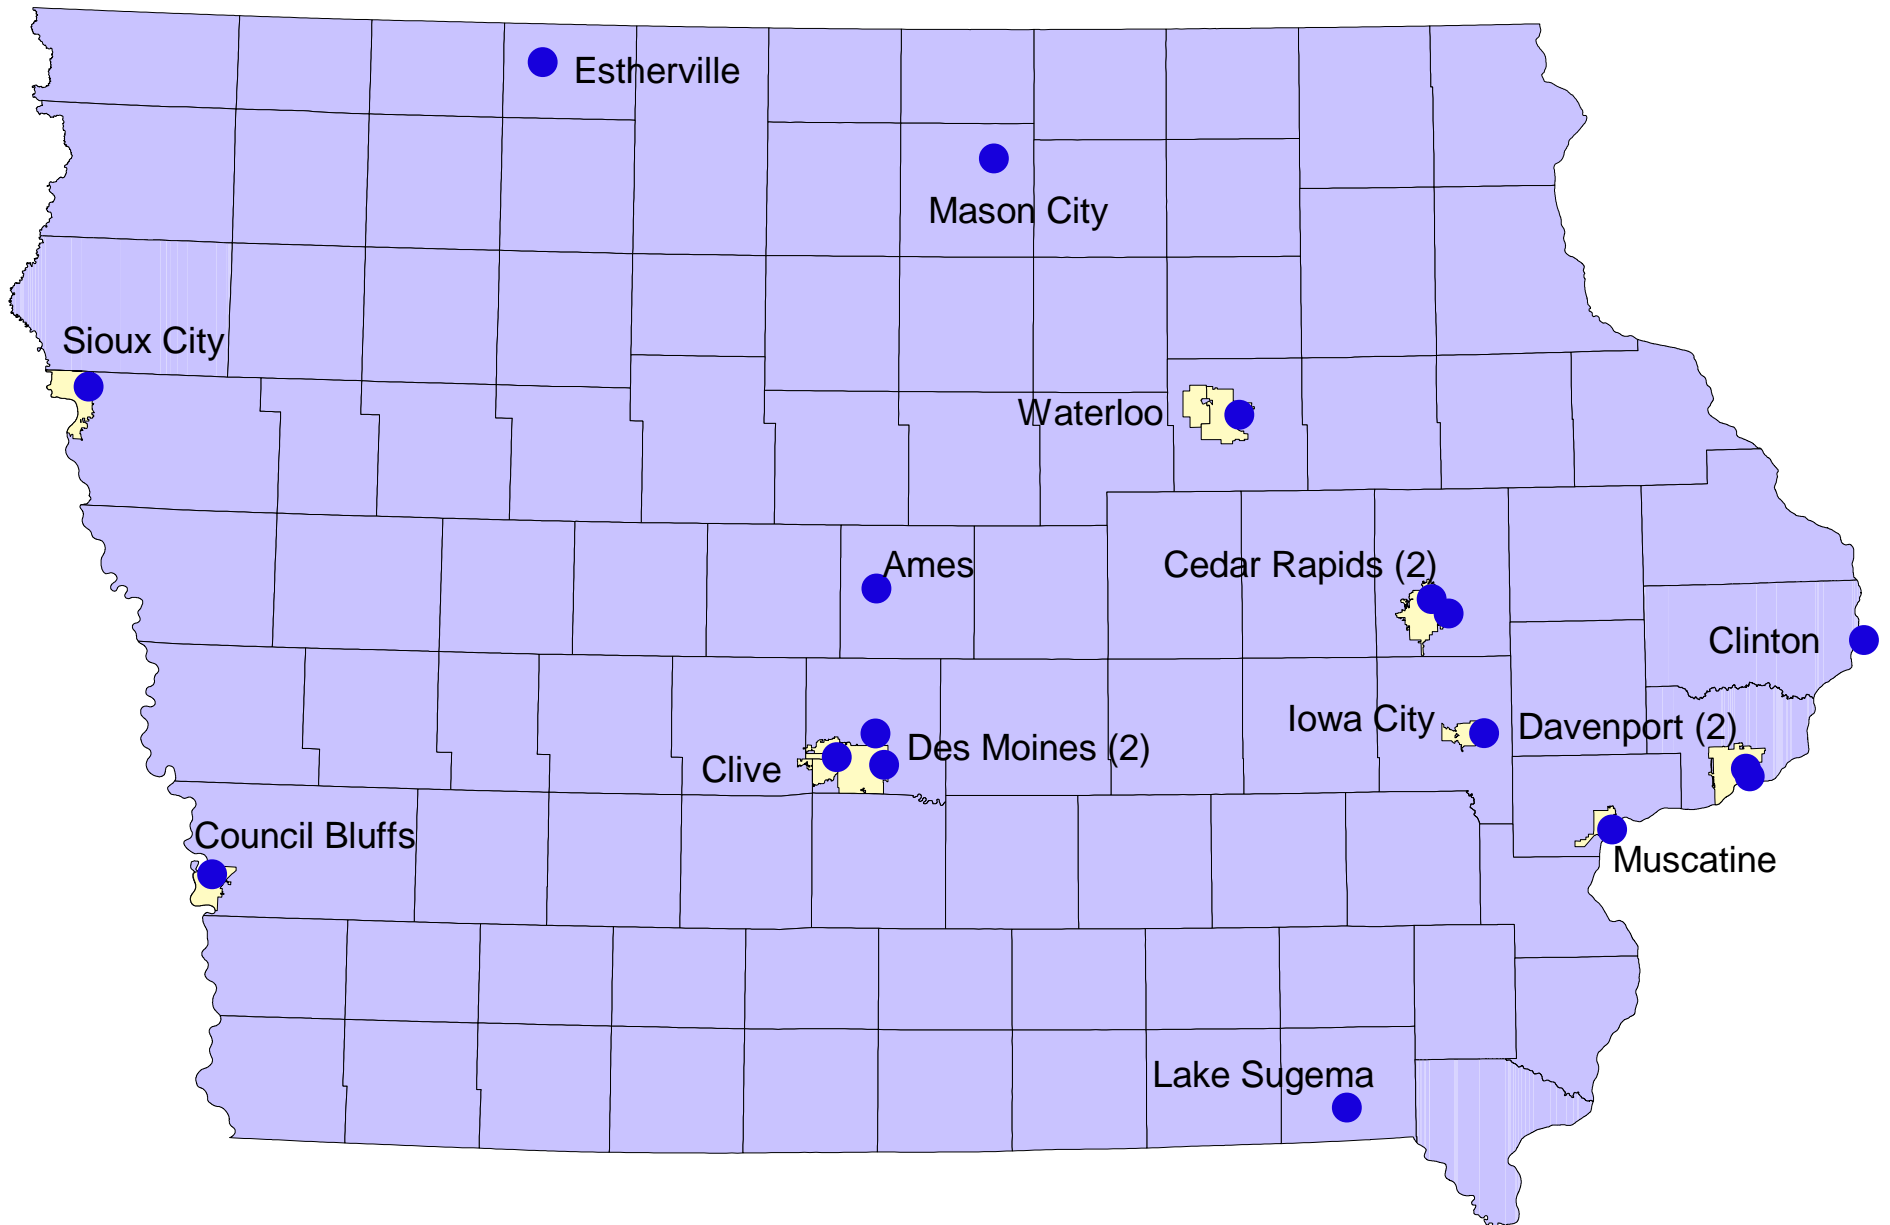 Estherville
Mason City
Sioux City
Waterloo
Ames
Cedar Rapids (2)
Clinton
Iowa City
Davenport (2)
Des Moines (2)
Clive
Council Bluffs
Muscatine
Lake Sugema